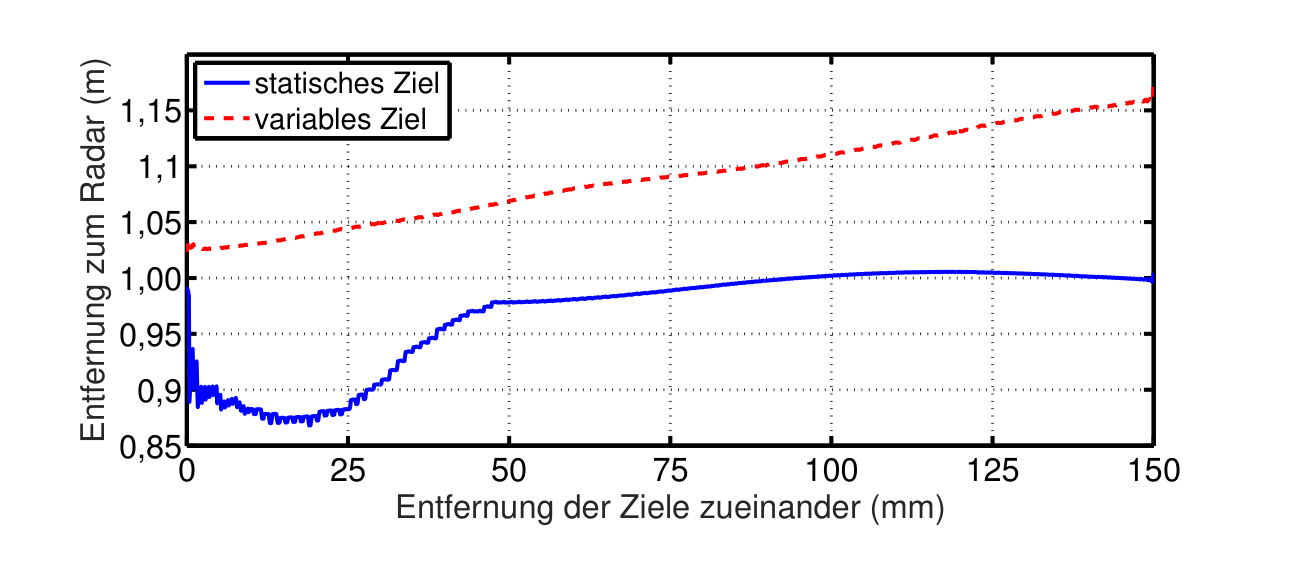 statisches Ziel
variables Ziel
Entfernung zum Radar (m)
1,15
1,1
1,05
1,00
0,95
0,9
0,85
0 25 50 75 100 125 150
Entfernung der Ziele zueinander (mm)